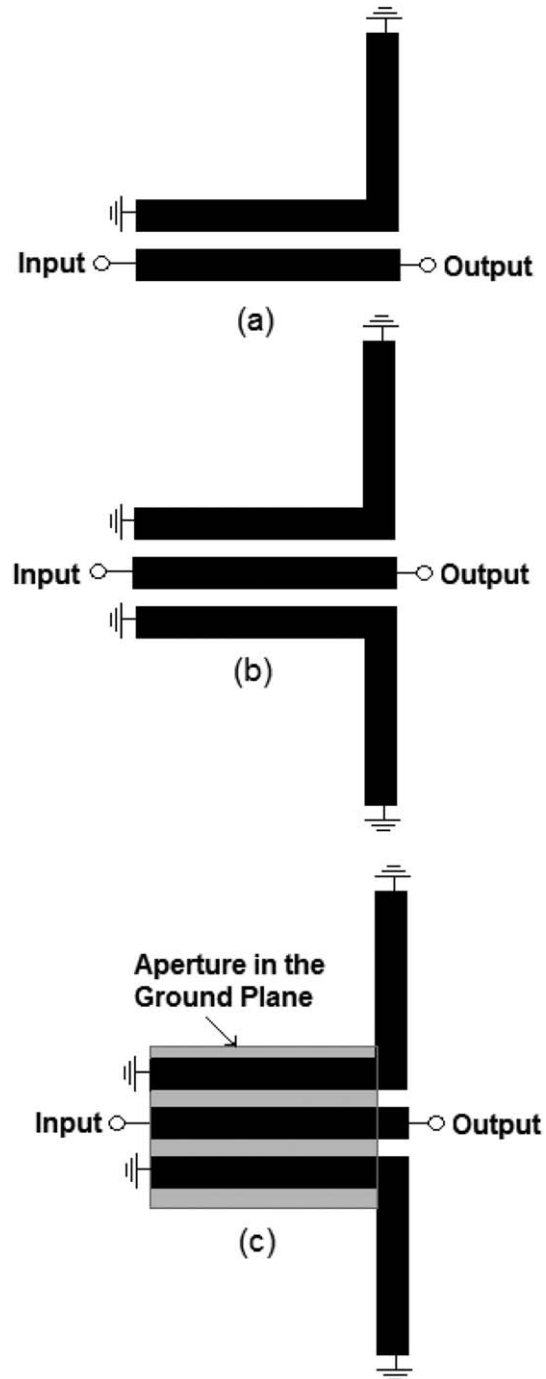 Input
Output
(a)
Input
Output
(b)
Aperture in the
Ground Plane
Input
Output
(c)